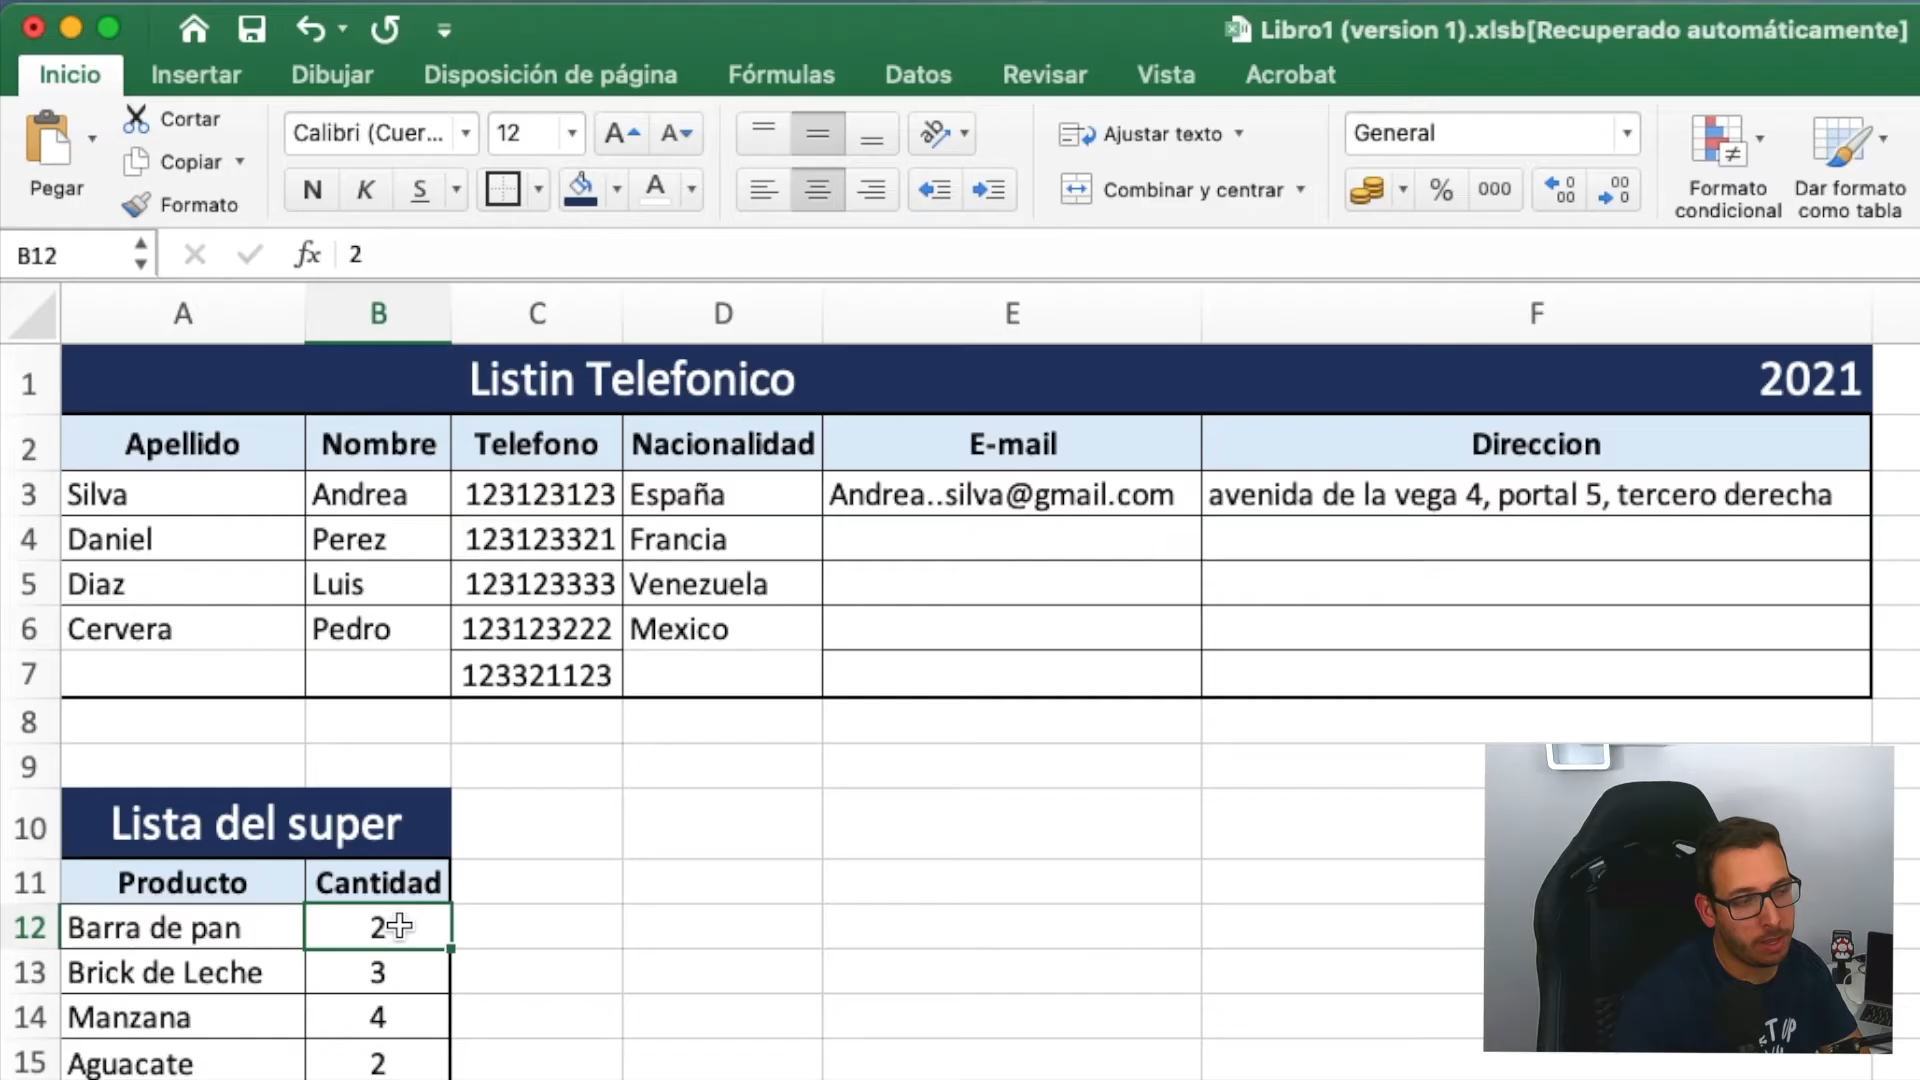 Libro1 (version 1).xlsb[Recuperado automáticamente]
Inicio Insertar Dibujar Disposición de página Fórmulas Datos Revisar Vista Acrobat
Pegar
Cortar
Copiar
Formato
Calibri (Cuer... 12 A A
N K S A
ab
Ajustar texto
Combinar y centrar
General
% 000
Formato condicional
Dar formato como tabla
B12 fx 2
A B C D E F
1 Listin Telefonico 2021
2 Apellido Nombre Telefono Nacionalidad E-mail Direccion
3 Silva Andrea 123123123 España Andrea..silva@gmail.com avenida de la vega 4, portal 5, tercero derecha
4 Daniel Perez 123123321 Francia
5 Diaz Luis 123123333 Venezuela
6 Cervera Pedro 123123222 Mexico
7 123321123
8
9
10 Lista del super
11 Producto Cantidad
12 Barra de pan 2
13 Brick de Leche 3
14 Manzana 4
15 Aguacate 2